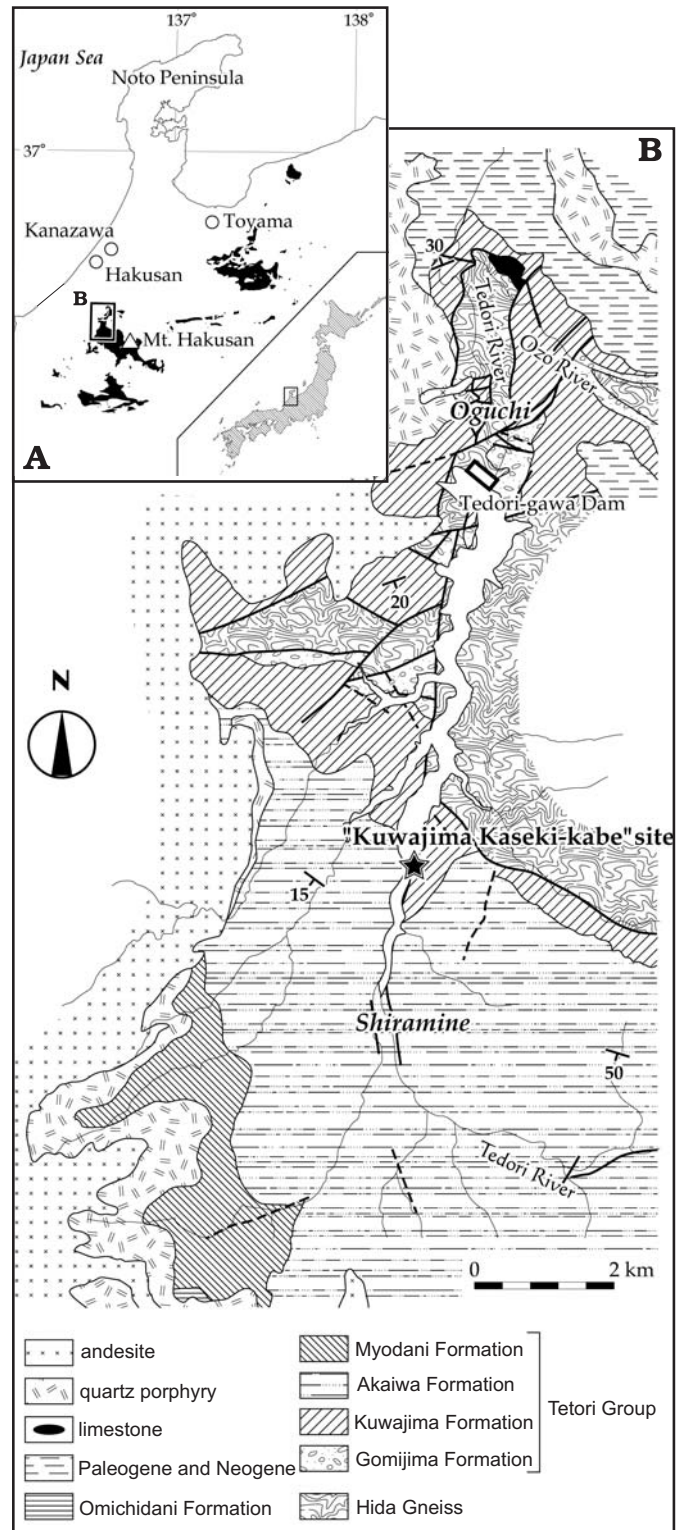 137°
138°
Japan Sea
Noto Peninsula
37°
Toyama
Kanazawa
Hakusan
B
Mt. Hakusan
A
B
30
Tedori River
Ozo River
Oguchi
Tedori-gawa Dam
20
N
"Kuwajima Kaseki-kabe" site
15
Shiramine
50
Tedori River
0 2 km
andesite
quartz porphyry
limestone
Paleogene and Neogene
Omichidani Formation
Myodani Formation
Akaiwa Formation
Kuwajima Formation
Gomijima Formation
Tetori Group
Hida Gneiss